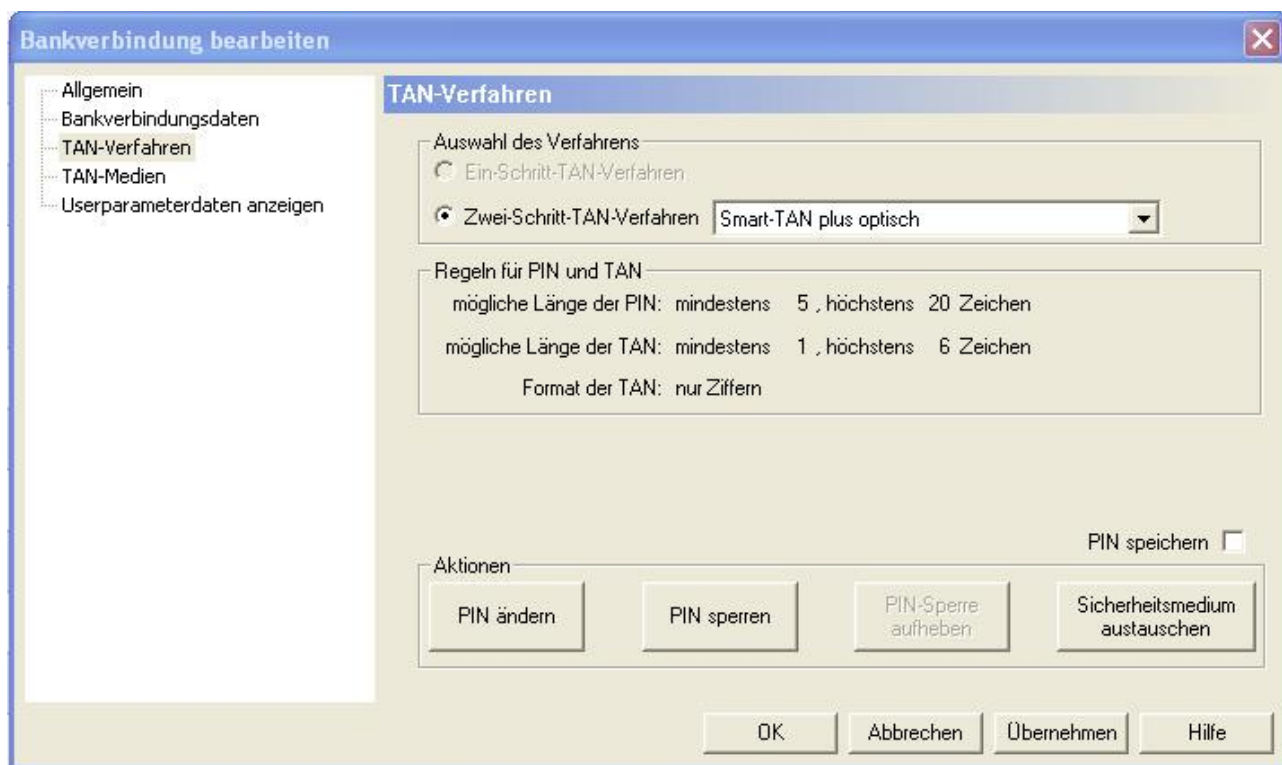 Bankverbindung bearbeiten
Allgemein
Bankverbindungsdaten
TAN-Verfahren
TAN-Medien
Userparameterdaten anzeigen
TAN-Verfahren
Auswahl des Verfahrens
Ein-Schritt-TAN-Verfahren
Zwei-Schritt-TAN-Verfahren Smart-TAN plus optisch
Regeln für PIN und TAN
mögliche Länge der PIN: mindestens 5 , höchstens 20 Zeichen
mögliche Länge der TAN: mindestens 1 , höchstens 6 Zeichen
Format der TAN: nur Ziffern
PIN speichern
Aktionen
PIN ändern
PIN sperren
PIN-Sperre
aufheben
Sicherheitsmedium
austauschen
OK Abbrechen Übernehmen Hilfe